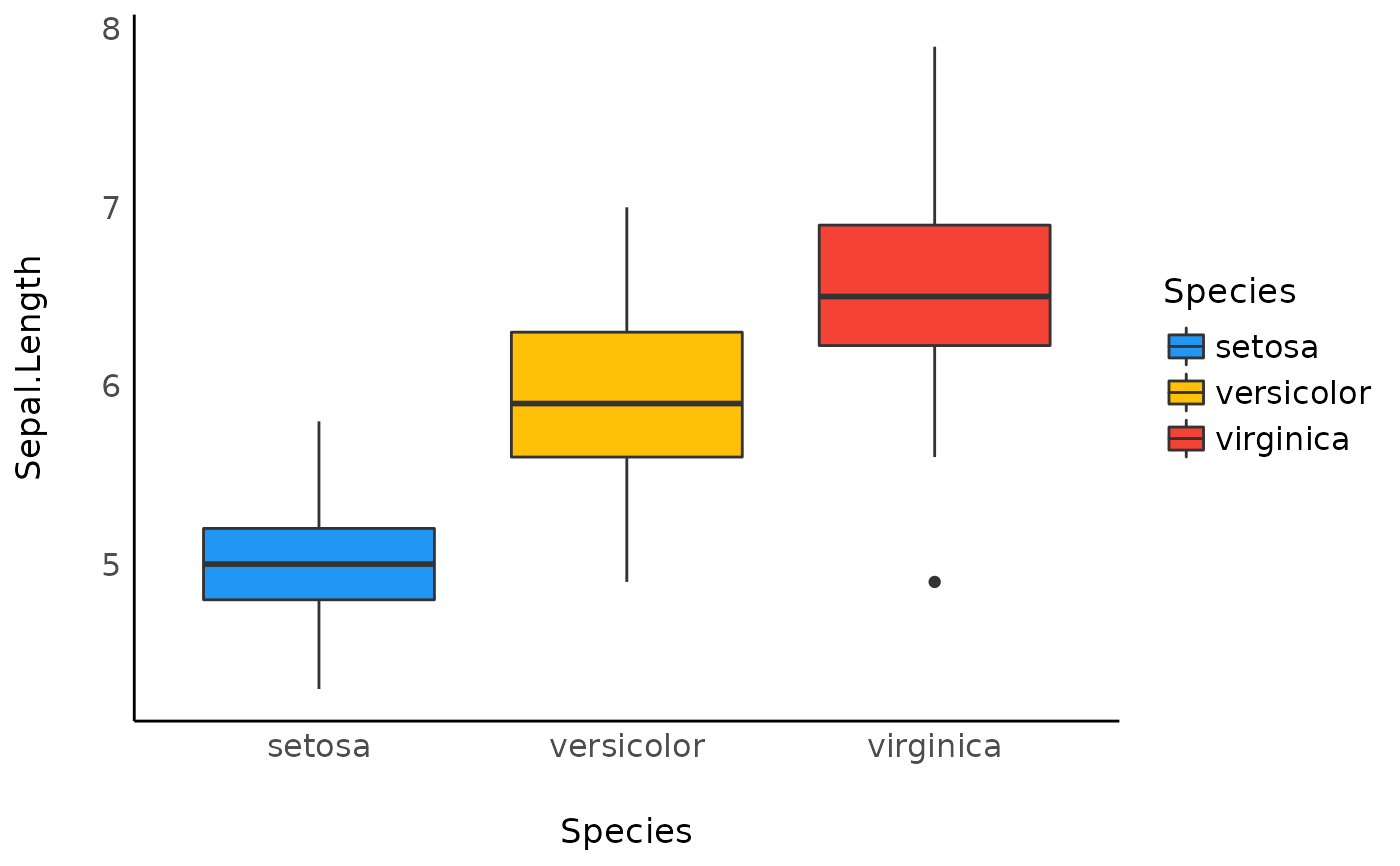 8
7
6
5
Sepal.Length
setosa
versicolor
virginica
Species
Species
setosa
versicolor
virginica